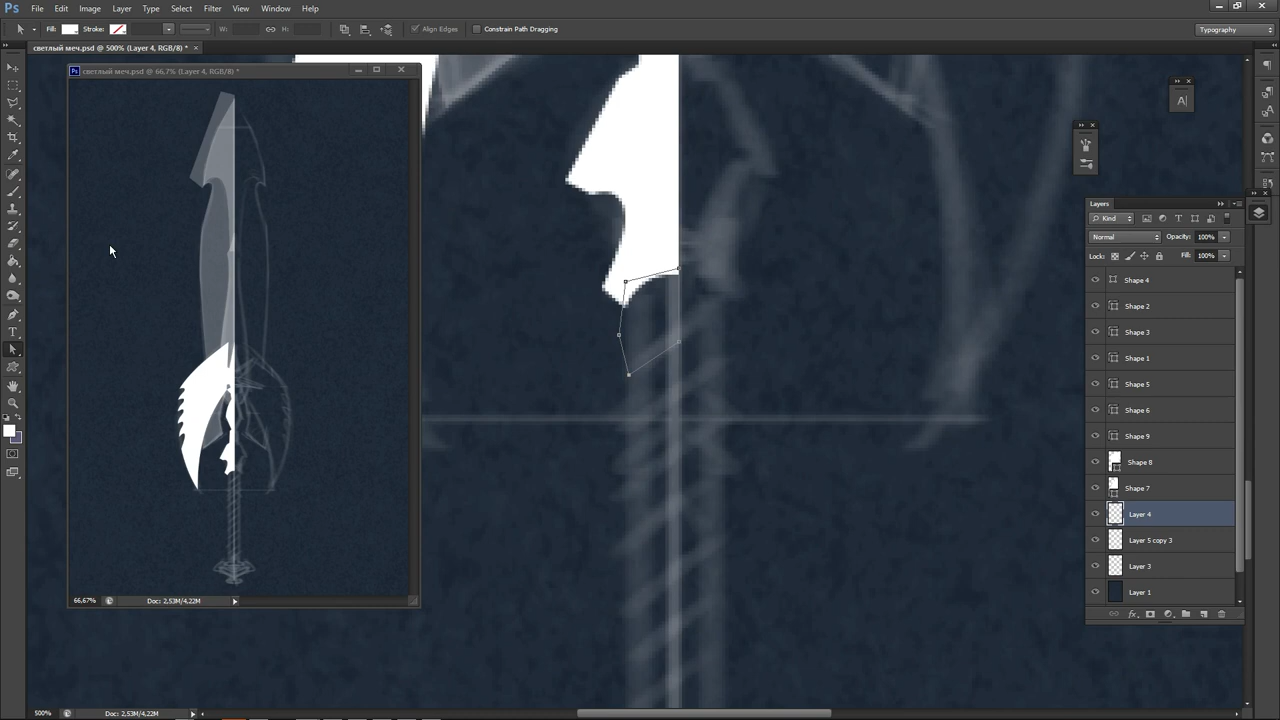 Ps File Edit Image Layer Type Select Filter View Window Help
Fill: Stroke: W: H: Align Edges Constrain Path Dragging Typography
светлый меч.psd @ 500% (Layer 4, RGB/8) * ×
Ps светлый меч.psd @ 66,7% (Layer 4, RGB/8) *
A
Layers
Kind
Normal Opacity: 100%
Lock: Fill: 100%
Shape 4
Shape 2
Shape 3
Shape 1
Shape 5
Shape 6
Shape 9
Shape 8
Shape 7
Layer 4
Layer 5 copy 3
Layer 3
Layer 1
fx
66,67% Doc: 2,53M/4,22M
500% Doc: 2,53M/4,22M